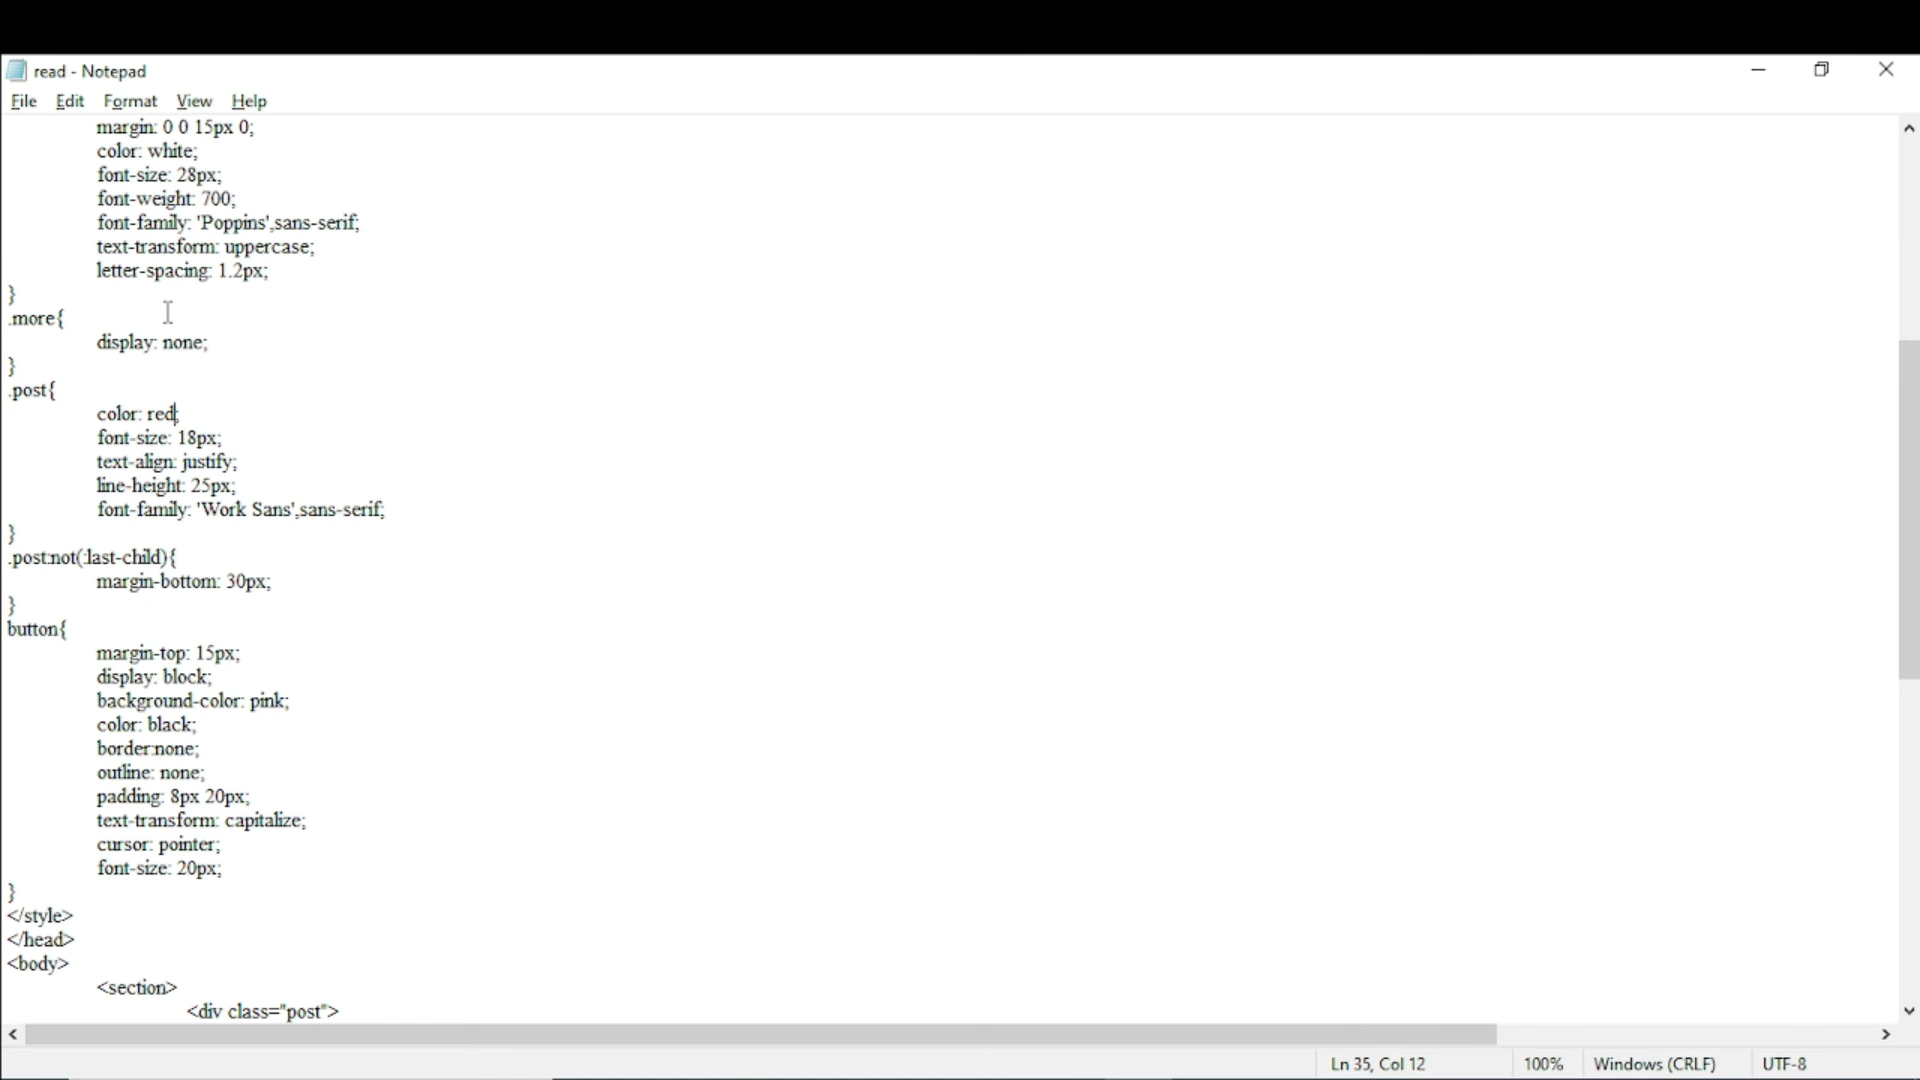 read - Notepad
File Edit Format View Help
margin: 0 0 15px 0;
color: white;
font-size: 28px;
font-weight: 700;
font-family: 'Poppins',sans-serif;
text-transform: uppercase;
letter-spacing: 1.2px;
}
.more{
display: none;
}
.post{
color: red;
font-size: 18px;
text-align: justify;
line-height: 25px;
font-family: 'Work Sans',sans-serif;
}
.post:not(:last-child){
margin-bottom: 30px;
}
button{
margin-top: 15px;
display: block;
background-color: pink;
color: black;
border:none;
outline: none;
padding: 8px 20px;
text-transform: capitalize;
cursor: pointer;
font-size: 20px;
}
</style>
</head>
<body>
<section>
<div class="post">
Ln 35, Col 12 100% Windows (CRLF) UTF-8